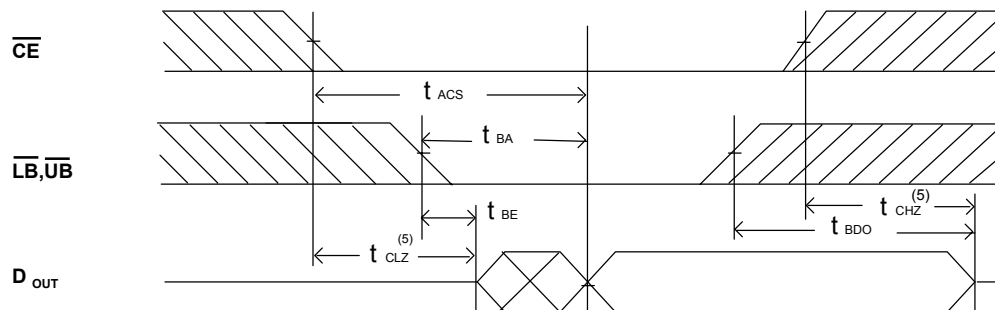 CE
t ACS
t BA
LB,UB
t BE
t CHZ (5)
t BDO
t CLZ (5)
D OUT